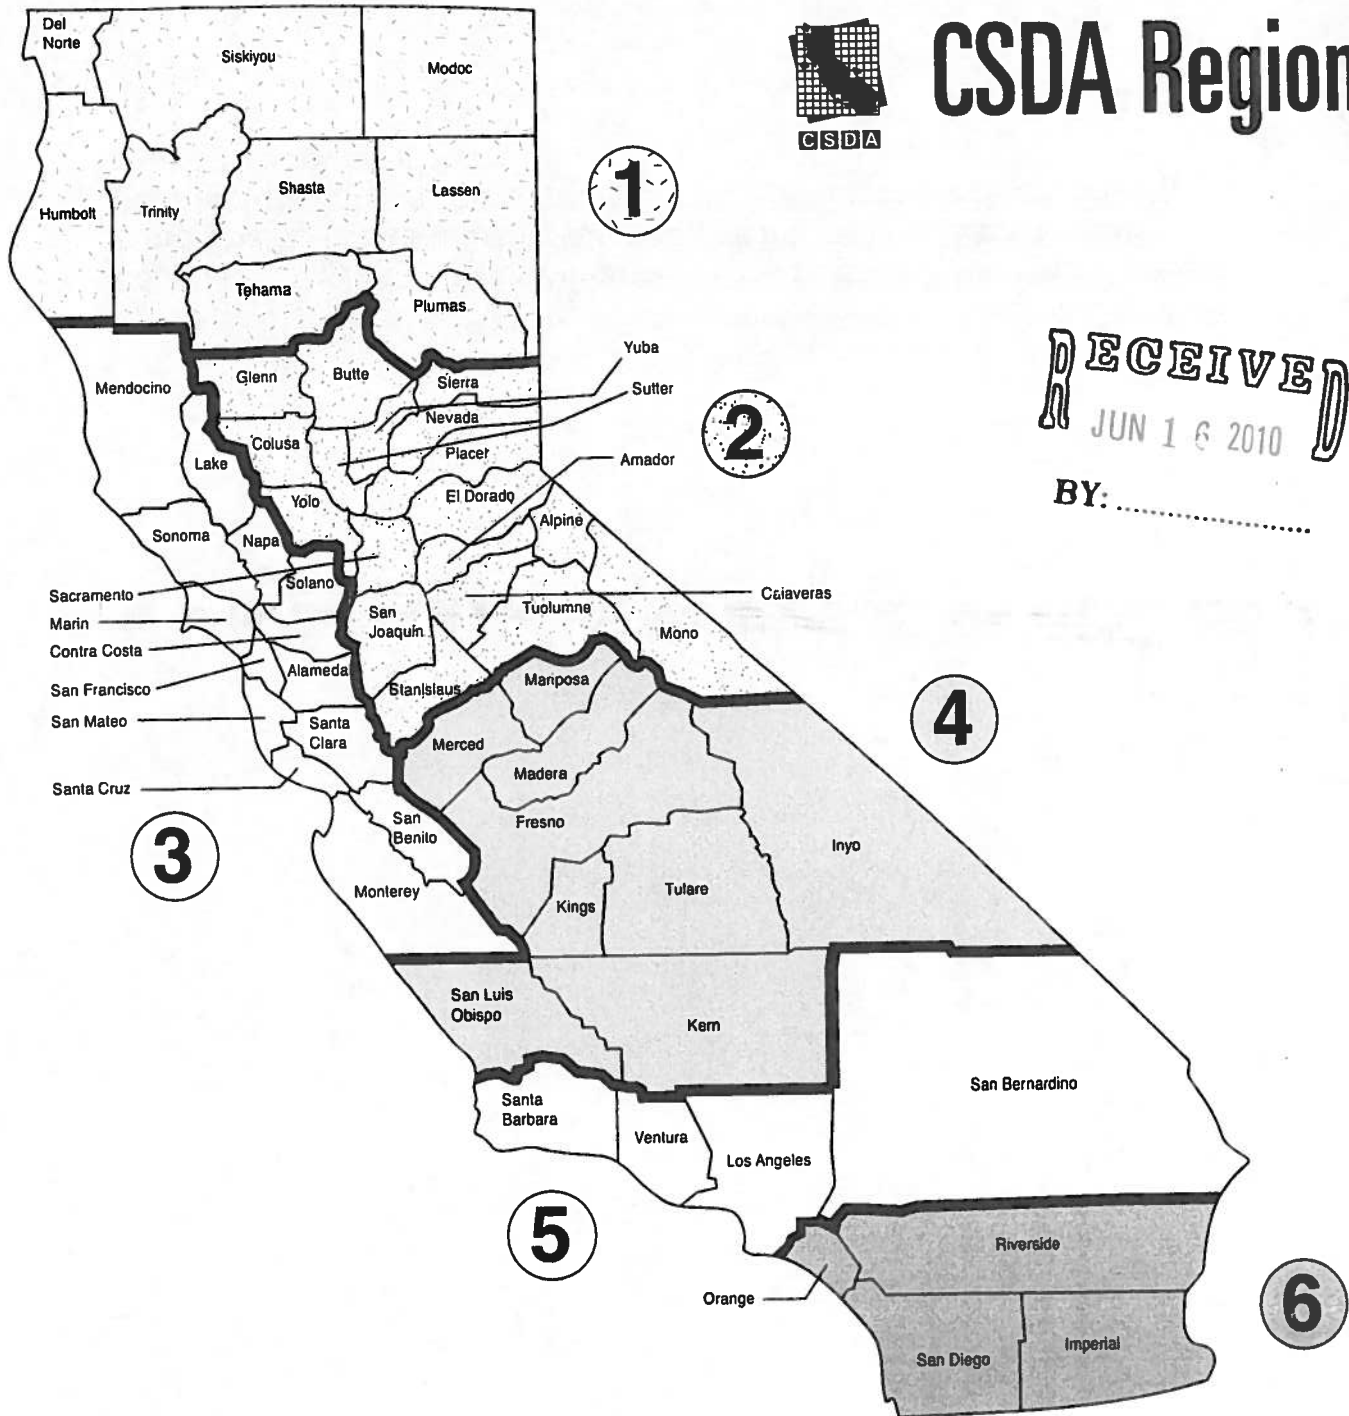 CSDA Region
CSDA
Del
Norte
Siskiyou
Modoc
Humbolt
Trinity
Shasta
Lassen
1
Tehama
Plumas
Mendocino
Glenn
Butte
Sierra
Yuba
Sutter
Nevada
2
Colusa
Placer
Amador
Lake
Yolo
El Dorado
Alpine
Sonoma
Napa
Sacramento
Solano
Calaveras
Marin
San
Joaquin
Tuolumne
Mono
Contra Costa
San Francisco
Alameda
Stanislaus
Mariposa
San Mateo
Santa
Clara
Merced
4
Madera
Santa Cruz
San
Benito
Fresno
3
Inyo
Monterey
Kings
Tulare
San Luis
Obispo
Kern
San Bernardino
Santa
Barbara
Ventura
Los Angeles
5
Riverside
Orange
6
San Diego
Imperial
RECEIVED
JUN 16 2010
BY: ........................